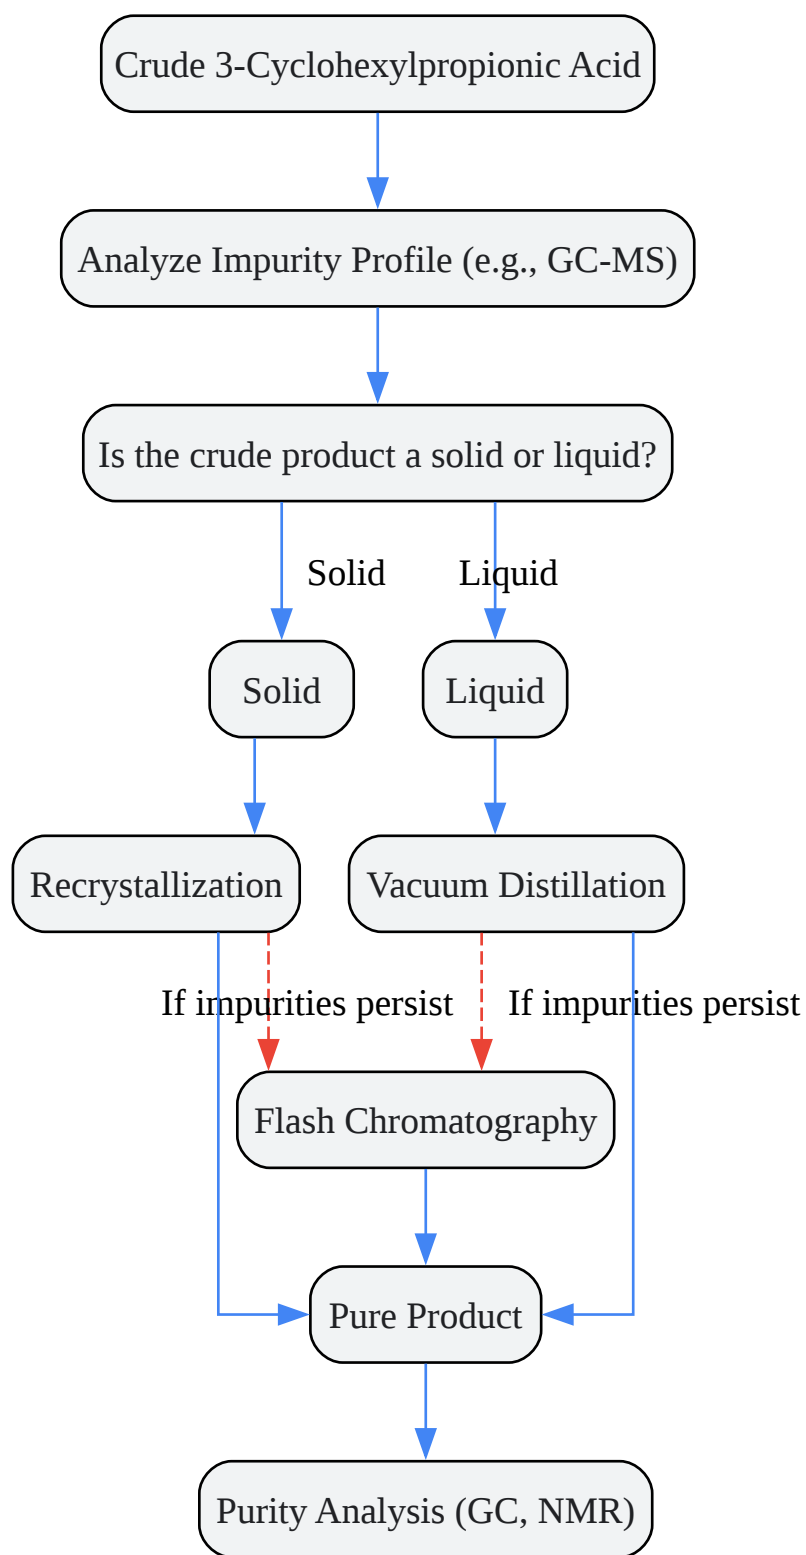 Crude 3-Cyclohexylpropionic Acid
Analyze Impurity Profile (e.g., GC-MS)
Is the crude product a solid or liquid?
Solid
Liquid
Solid
Liquid
Recrystallization
Vacuum Distillation
If impurities persist
If impurities persist
Flash Chromatography
Pure Product
Purity Analysis (GC, NMR)